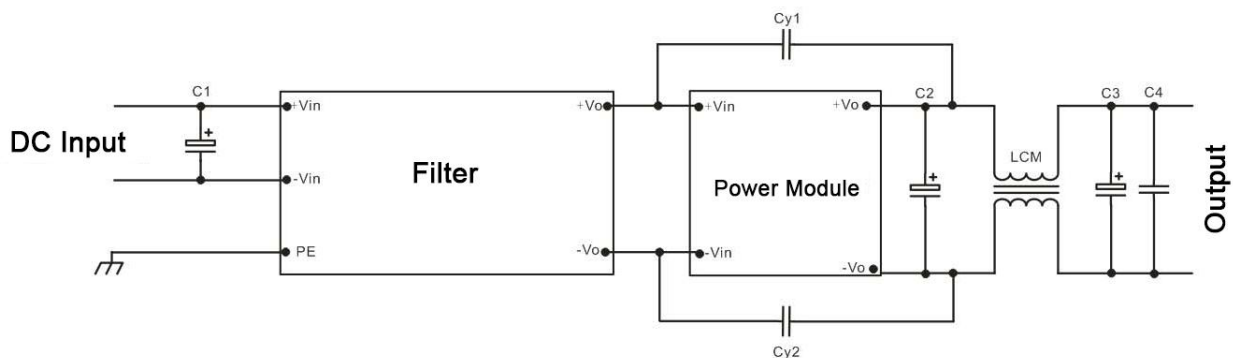 Cy1
C1
+Vin
+Vo
+Vin
+Vo
C2
C3
C4
DC Input
Filter
Power Module
LCM
Output
-Vin
PE
-Vo
-Vin
-Vo
Cy2
+
+
+